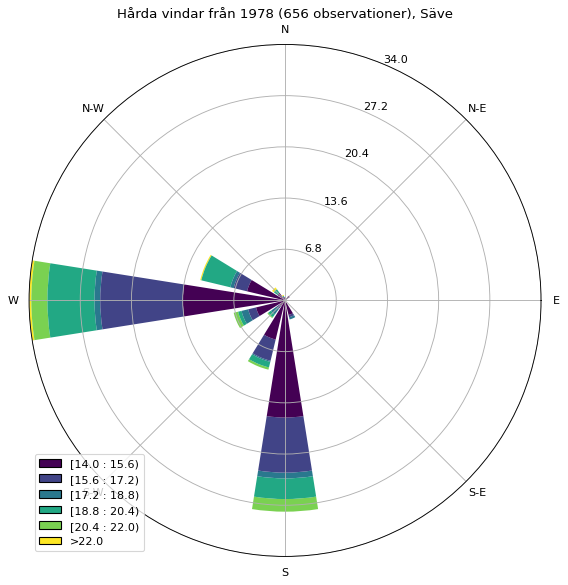 Hårda vindar från 1978 (656 observationer), Säve
N
34.0
N-W
27.2
N-E
20.4
13.6
6.8
W
E
[14.0 : 15.6)
[15.6 : 17.2)
[17.2 : 18.8)
[18.8 : 20.4)
[20.4 : 22.0)
>22.0
S-E
S